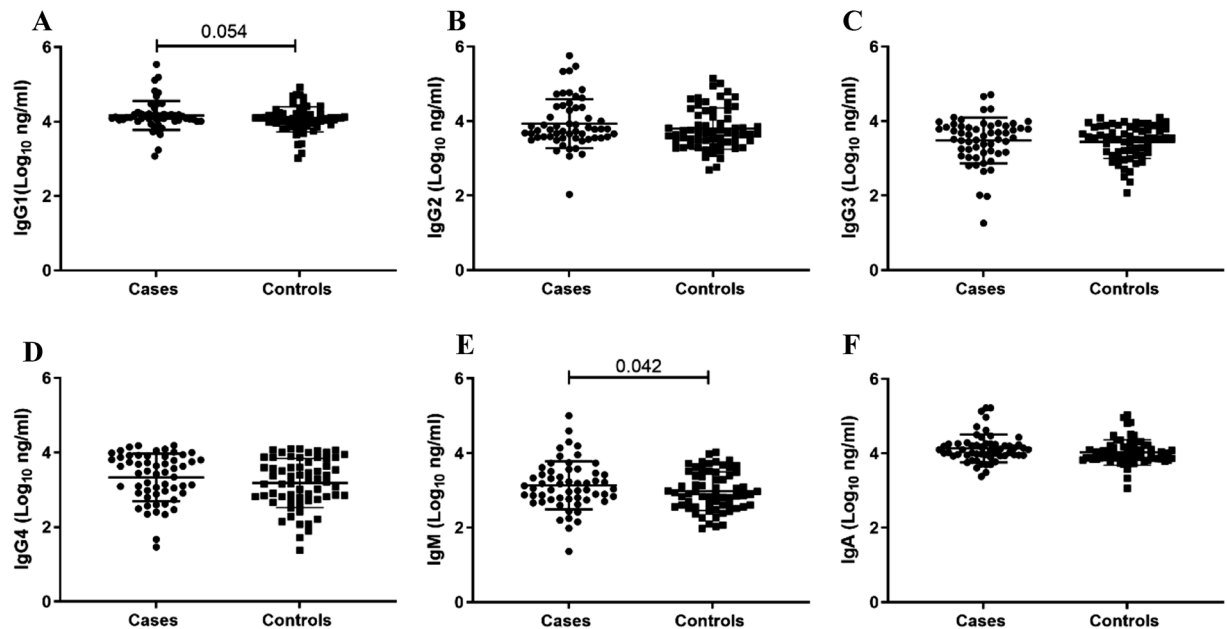 A
0.054
6
4
2
0
IgG1(Log10 ng/ml)
Cases Controls
B
6
4
2
0
IgG2 (Log10 ng/ml)
Cases Controls
C
6
4
2
0
IgG3 (Log10 ng/ml)
Cases Controls
D
6
4
2
0
IgG4 (Log10 ng/ml)
Cases Controls
E
0.042
6
4
2
0
IgM (Log10 ng/ml)
Cases Controls
F
6
4
2
0
IgA (Log10 ng/ml)
Cases Controls